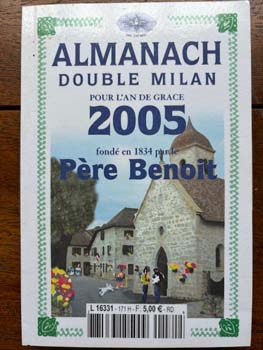 ALMANACH
DOUBLE MILAN
POUR L'AN DE GRACE
2005
fondé en 1834 par le
Père Benoit
L 16331 - 171 H - F: 5,00 € - RD